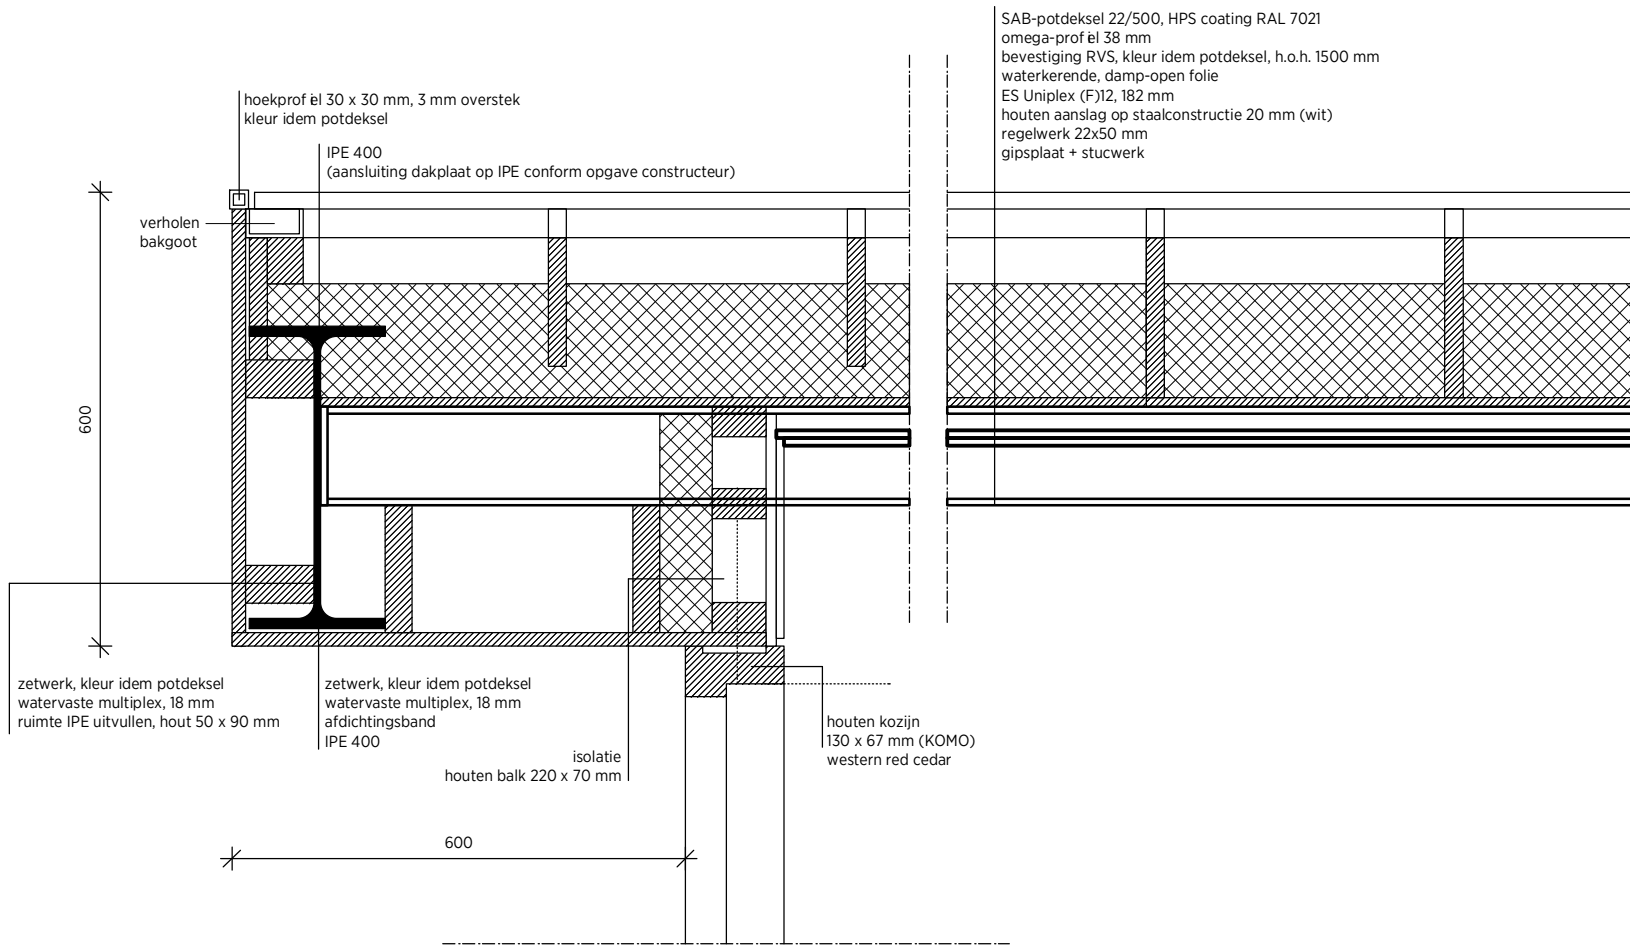 SAB-potdeksel 22/500, HPS coating RAL 7021
omega-profiel 38 mm
bevestiging RVS, kleur idem potdeksel, h.o.h. 1500 mm
waterkerende, damp-open folie
ES Uniplex (F)12, 182 mm
houten aanslag op staalconstructie 20 mm (wit)
regelwerk 22x50 mm
gipsplaat + stucwerk
hoekprofiel 30 x 30 mm, 3 mm overstek
kleur idem potdeksel
IPE 400
(aansluiting dakplaat op IPE conform opgave constructeur)
verholen
bakgoot
600
zetwerk, kleur idem potdeksel
watervaste multiplex, 18 mm
ruimte IPE uitvullen, hout 50 x 90 mm
zetwerk, kleur idem potdeksel
watervaste multiplex, 18 mm
afdichtingsband
IPE 400
isolatie
houten balk 220 x 70 mm
houten kozijn
130 x 67 mm (KOMO)
western red cedar
600